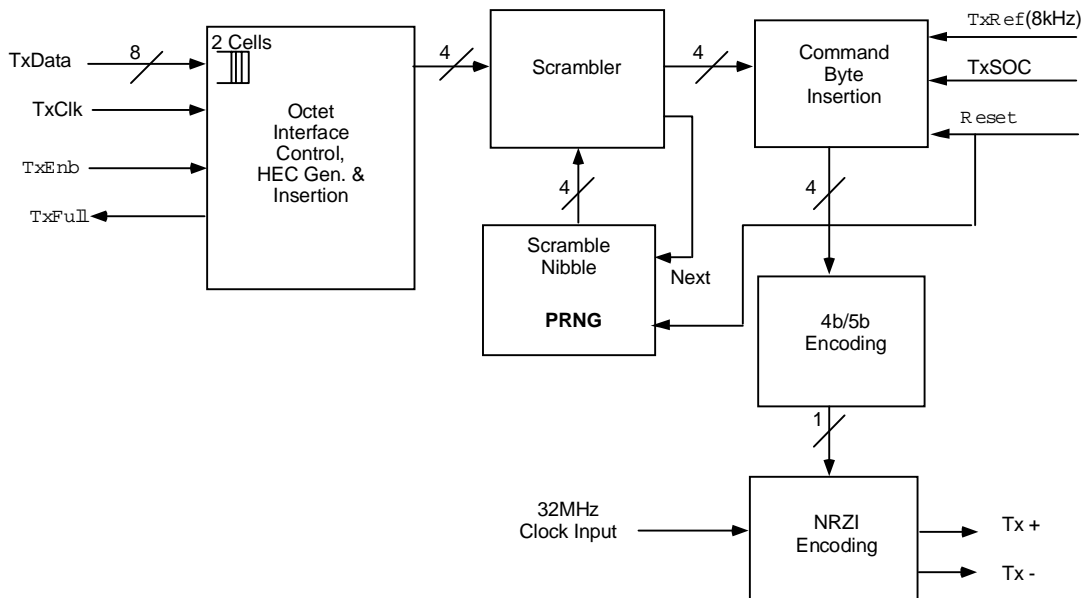 TxData
8
2 Cells
TxClk
TxEnb
TxFull
Octet
Interface
Control,
HEC Gen. &
Insertion
4
Scrambler
4
Command
Byte
Insertion
TxRef(8kHz)
TxSOC
Reset
4
Scramble
Nibble
PRNG
Next
4
4b/5b
Encoding
1
32MHz
Clock Input
NRZI
Encoding
Tx +
Tx -